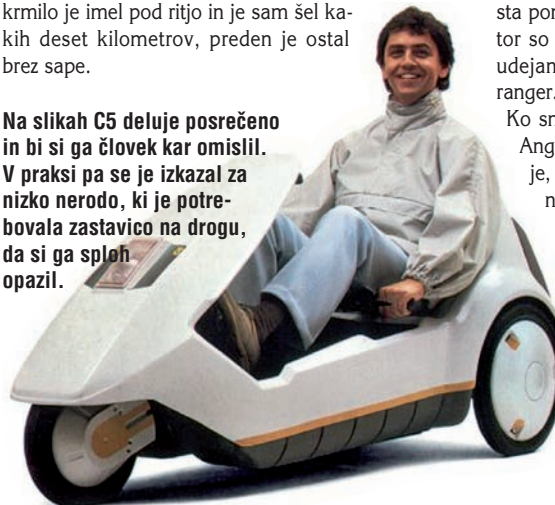 krmilo je imel pod ritjo in je sam šel ka-
kih deset kilometrov, preden je ostal
brez sape.
Na slikah C5 deluje posrečeno
in bi si ga človek kar omislil.
V praksi pa se je izkazal za
nizko nerodo, ki je potre-
bovala zastavico na drogu,
da si ga sploh
opazil.
sta por
tor so
udejan
ranger.
Ko sn
Ang
je,
n